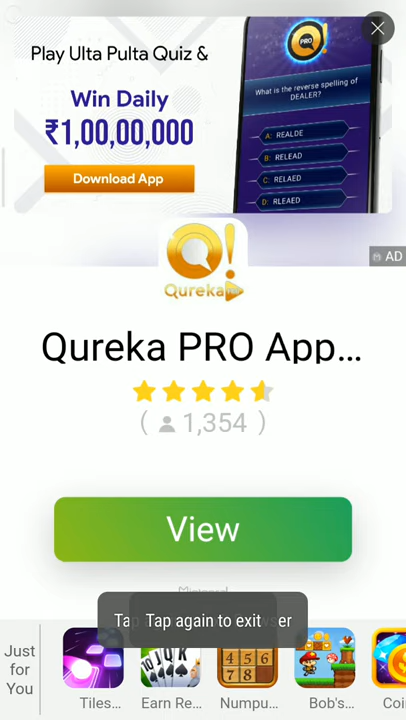 Play Ulta Pulta Quiz &
Win Daily
₹1,00,00,000
Download App
PRO
What is the reverse spelling of
DEALER?
A: REALDE
B: RELEAD
C: RELAED
D: RLEAED
Qureka
AD
Qureka PRO App...
( 1,354 )
View
Tap again to exit
Just
for
You
Tiles...
Earn Re...
Numpu...
Bob's...
Coi